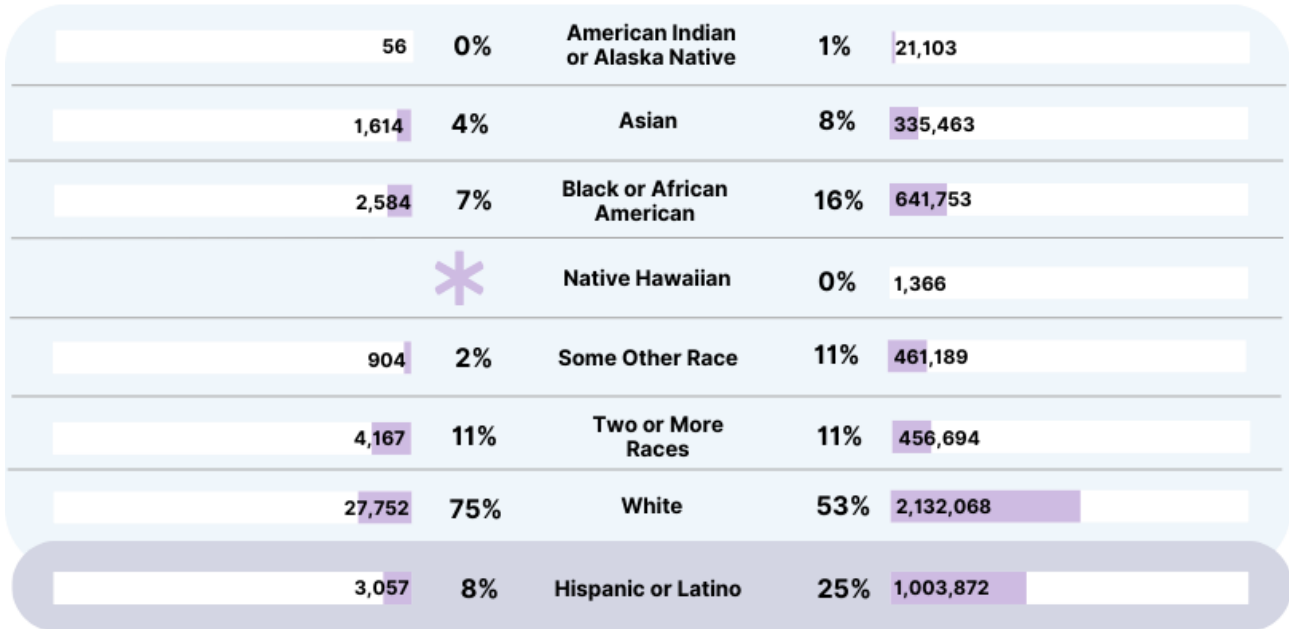 56 0% American Indian or Alaska Native 1% 21,103
1,614 4% Asian 8% 335,463
2,584 7% Black or African American 16% 641,753
* Native Hawaiian 0% 1,366
904 2% Some Other Race 11% 461,189
4,167 11% Two or More Races 11% 456,694
27,752 75% White 53% 2,132,068
3,057 8% Hispanic or Latino 25% 1,003,872